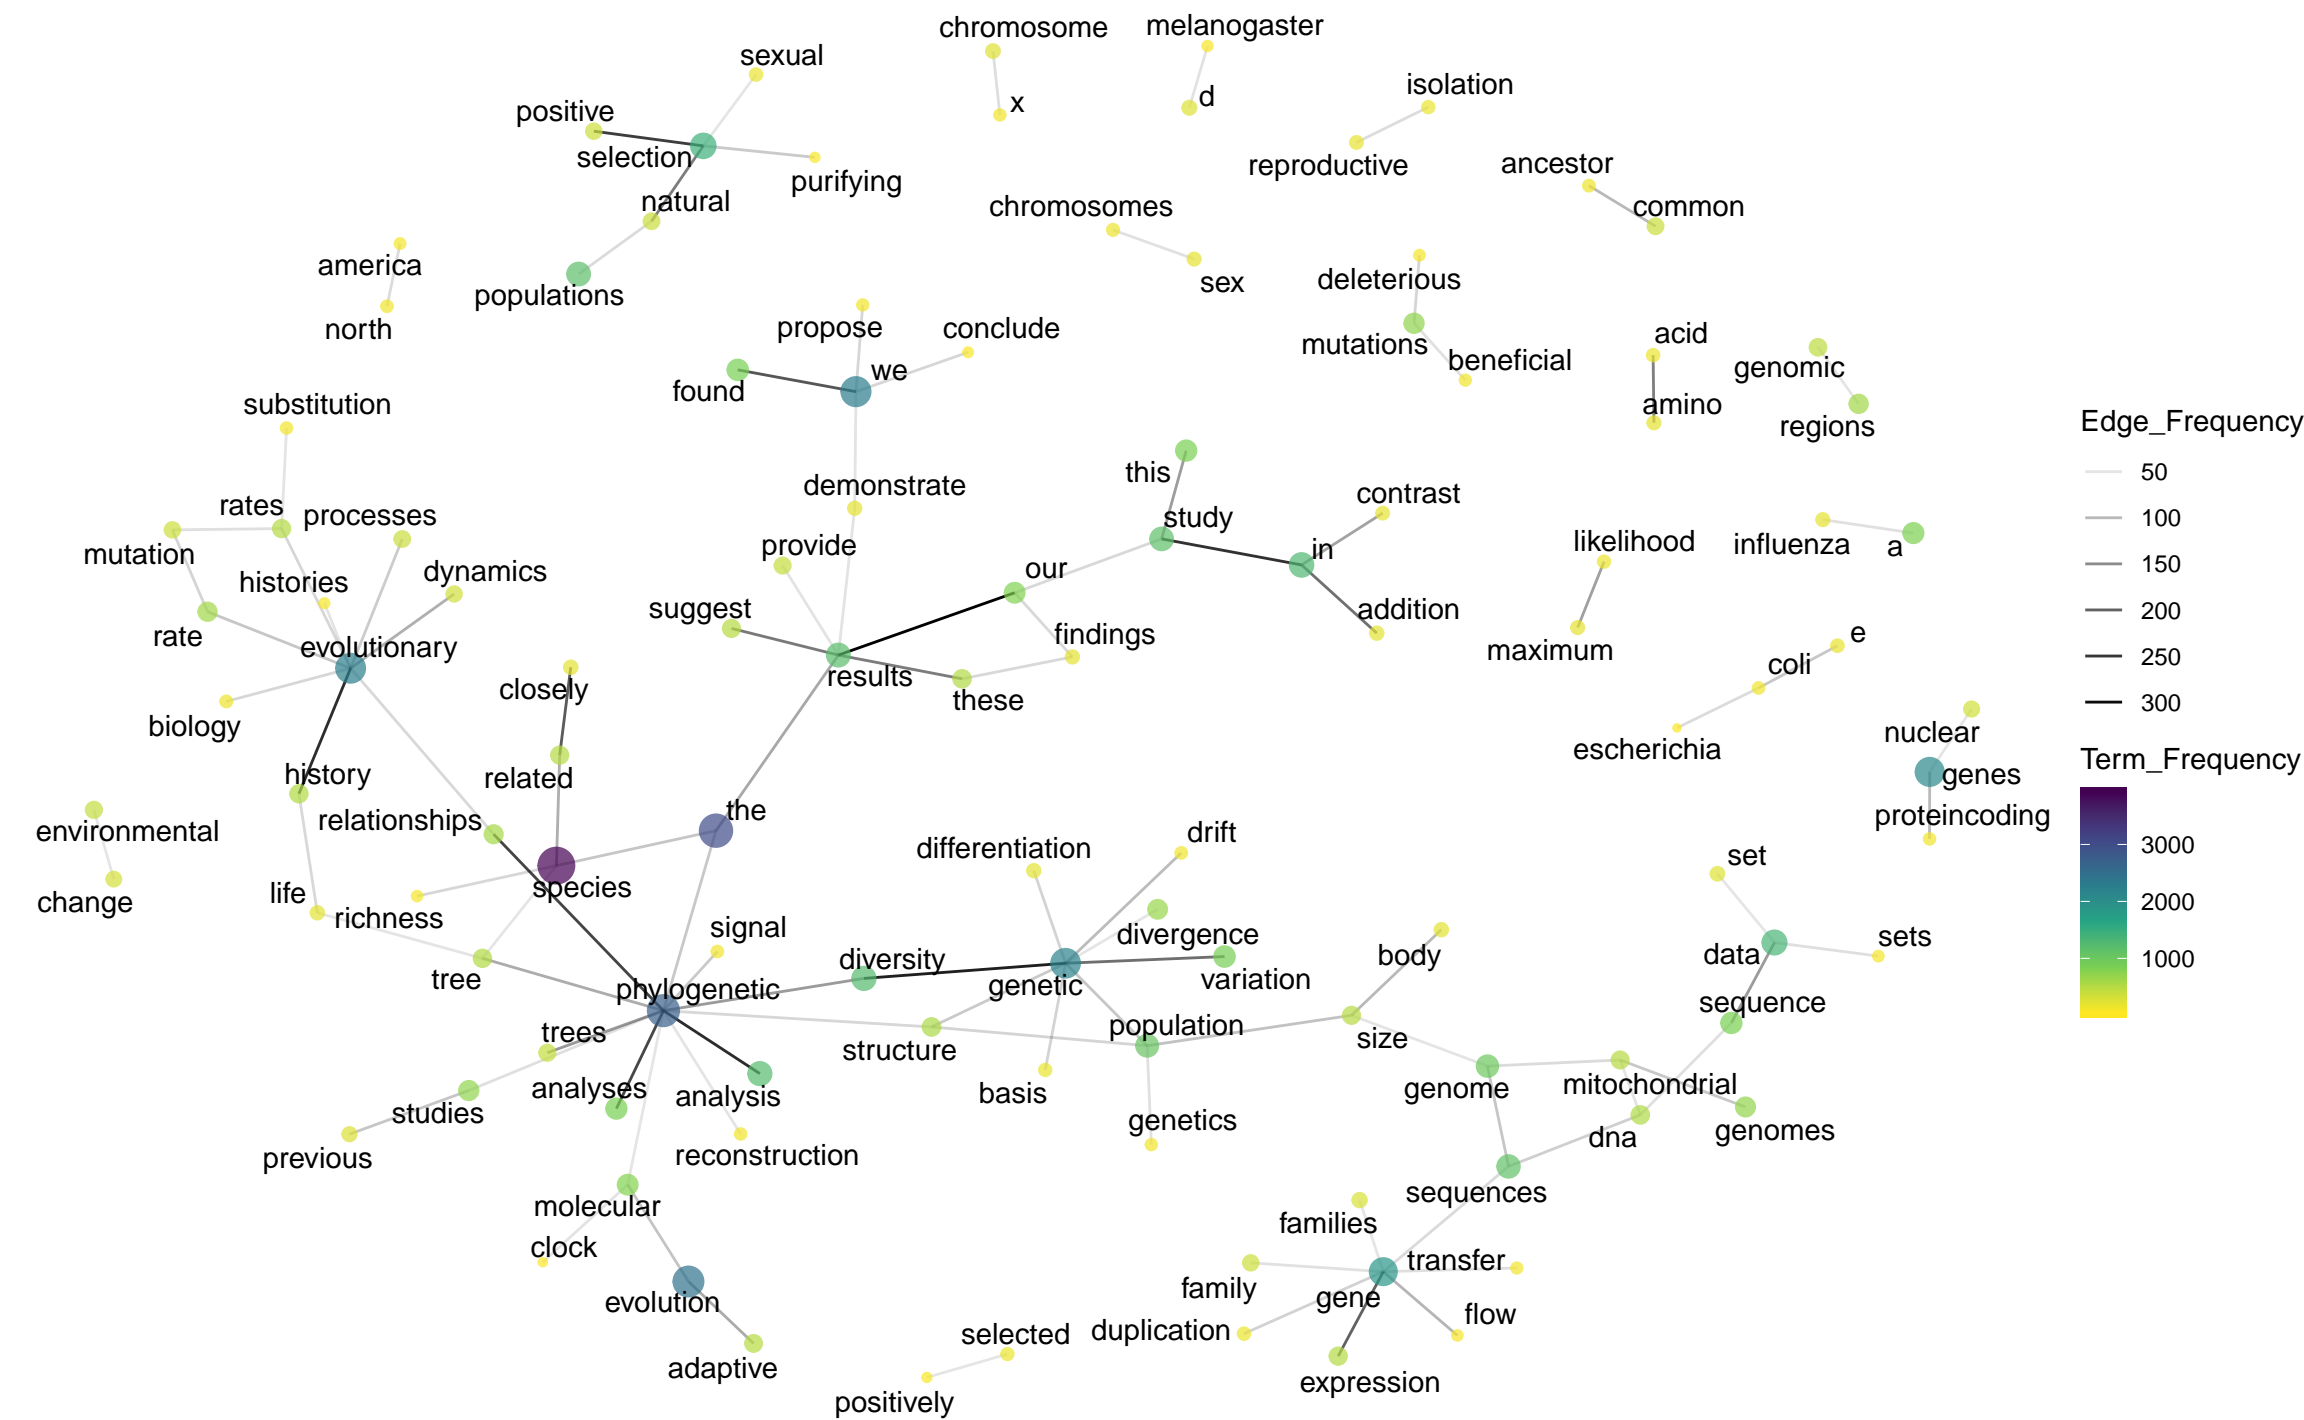 chromosome
melanogaster
sexual
isolation
positive
x
d
selection
reproductive
ancestor
purifying
natural
chromosomes
common
america
populations
sex
deleterious
north
propose
conclude
mutations
acid
beneficial
genomic
we
found
amino
regions
substitution
Edge_Frequency
50
100
150
200
250
300
this
demonstrate
contrast
rates
processes
study
in
likelihood
influenza
a
mutation
provide
histories
dynamics
our
suggest
addition
rate
findings
e
evolutionary
maximum
coli
results
closely
these
biology
escherichia
nuclear
history
related
genes
Term_Frequency
3000
2000
1000
relationships
the
proteincoding
environmental
differentiation
drift
set
species
life
change
richness
signal
divergence
body
sets
diversity
data
tree
phylogenetic
genetic
variation
sequence
trees
structure
population
size
analyses
analysis
basis
genome
mitochondrial
studies
genetics
dna
genomes
previous
reconstruction
sequences
molecular
families
clock
transfer
family
gene
evolution
flow
selected
duplication
adaptive
expression
positively